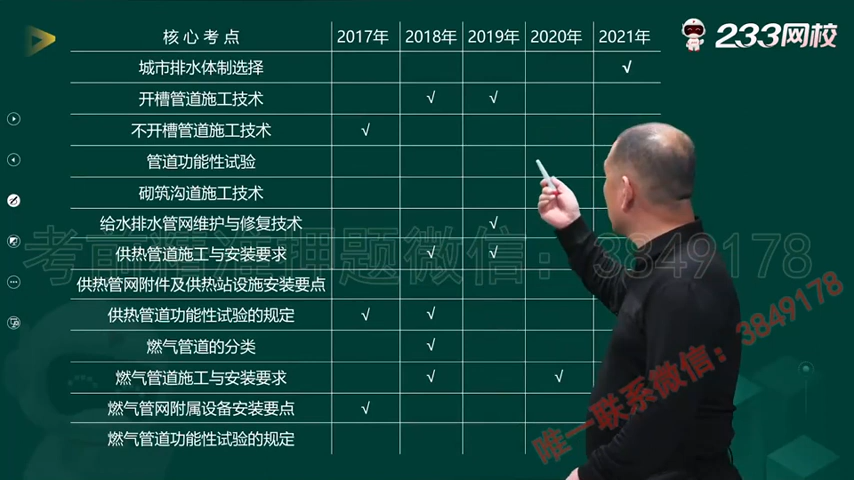 核心考点 2017年 2018年 2019年 2020年 2021年
233网校
城市排水体制选择 √
开槽管道施工技术 √ √
不开槽管道施工技术 √
管道功能性试验
砌筑沟道施工技术
给水排水管网维护与修复技术 √
供热管道施工与安装要求 √ √
考前精准押题微信：3849178
供热管网附件及供热站设施安装要点
供热管道功能性试验的规定 √ √
燃气管道的分类 √
燃气管道施工与安装要求 √ √
燃气管网附属设备安装要点 √
燃气管道功能性试验的规定
唯一联系微信：3849178